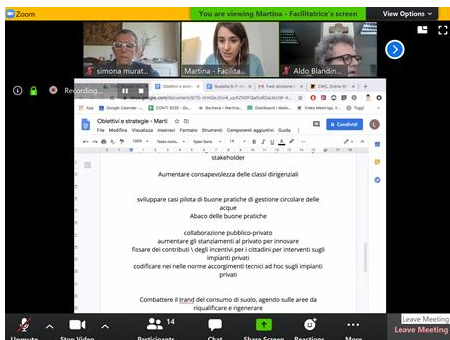 Zoom
You are viewing Martina - Facilitatrice's screen
View Options
simona murat...
Martina - Facilita...
Aldo Blandin...
Recording...
Obiettivi e strategie - Marti
File Modifica Visualizza Inserisci Formato Strumenti Componenti aggiuntivi Guida
Condividi
stakeholder
Aumentare consapevolezza delle classi dirigenziali
sviluppare casi pilota di buone pratiche di gestione circolare delle
acque
Abaco delle buone pratiche
collaborazione pubblico-privato
aumentare gli stanziamenti al privato per innovare
fissare dei contributi \ degli incentivi per i cittadini per interventi sugli
impianti privati
codificare nei nelle norme accorgimenti tecnici ad hoc sugli impianti
privati
Combattere il trand del consumo di suolo, agendo sulle aree da
riqualificare e rigenerare
Leave Meeting
Unmute
Stop Video
14
Participants
Chat
Share Screen
Reactions
More
Leave Meeting